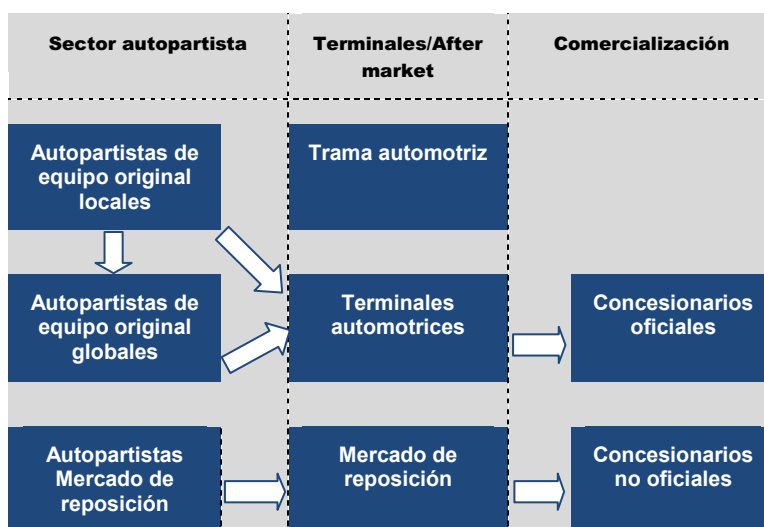 Sector autopartista
Terminales/After
market
Comercialización
Autopartistas de
equipo original
locales
Trama automotriz
Autopartistas de
equipo original
globales
Terminales
automotrices
Concesionarios
oficiales
Autopartistas
Mercado de
reposición
Mercado de
reposición
Concesionarios
no oficiales